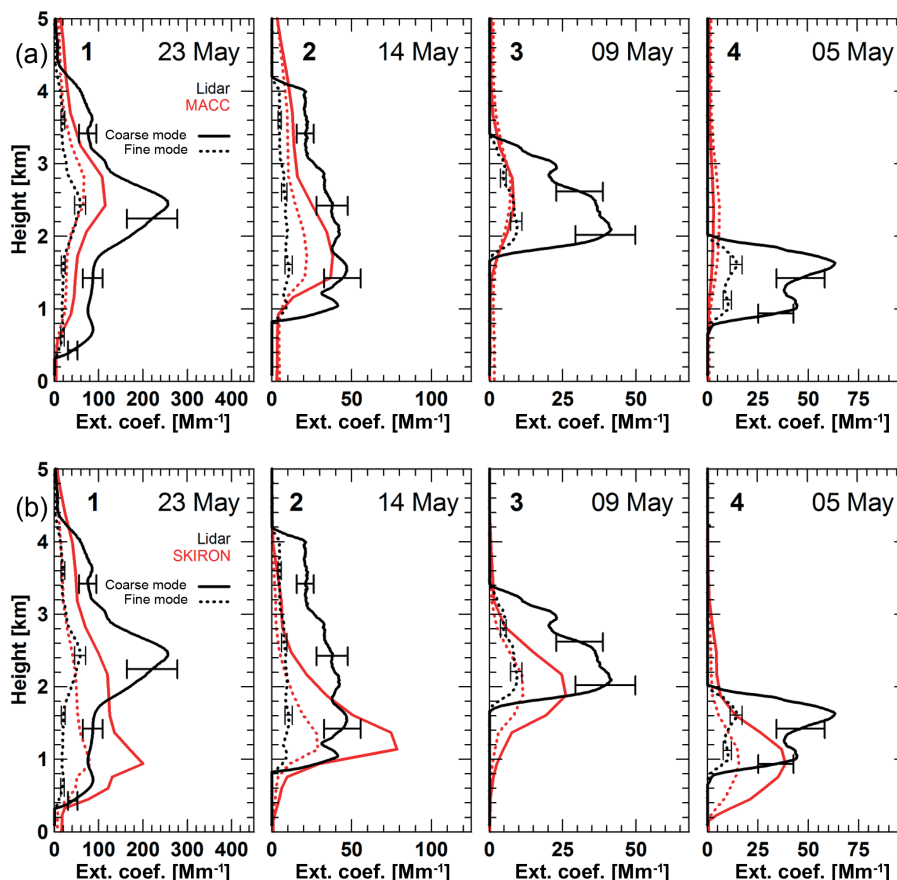 (a)
1 23 May
2 14 May
3 09 May
4 05 May
Lidar
MACC
Coarse mode
Fine mode
Height [km]
5
4
3
2
1
0
0 100 200 300 400
0 50 100
0 25 50
0 25 50 75
Ext. coef. [Mm⁻¹] Ext. coef. [Mm⁻¹] Ext. coef. [Mm⁻¹] Ext. coef. [Mm⁻¹]
(b)
1 23 May
2 14 May
3 09 May
4 05 May
Lidar
SKIRON
Coarse mode
Fine mode
Height [km]
5
4
3
2
1
0
0 100 200 300 400
0 50 100
0 25 50
0 25 50 75
Ext. coef. [Mm⁻¹] Ext. coef. [Mm⁻¹] Ext. coef. [Mm⁻¹] Ext. coef. [Mm⁻¹]